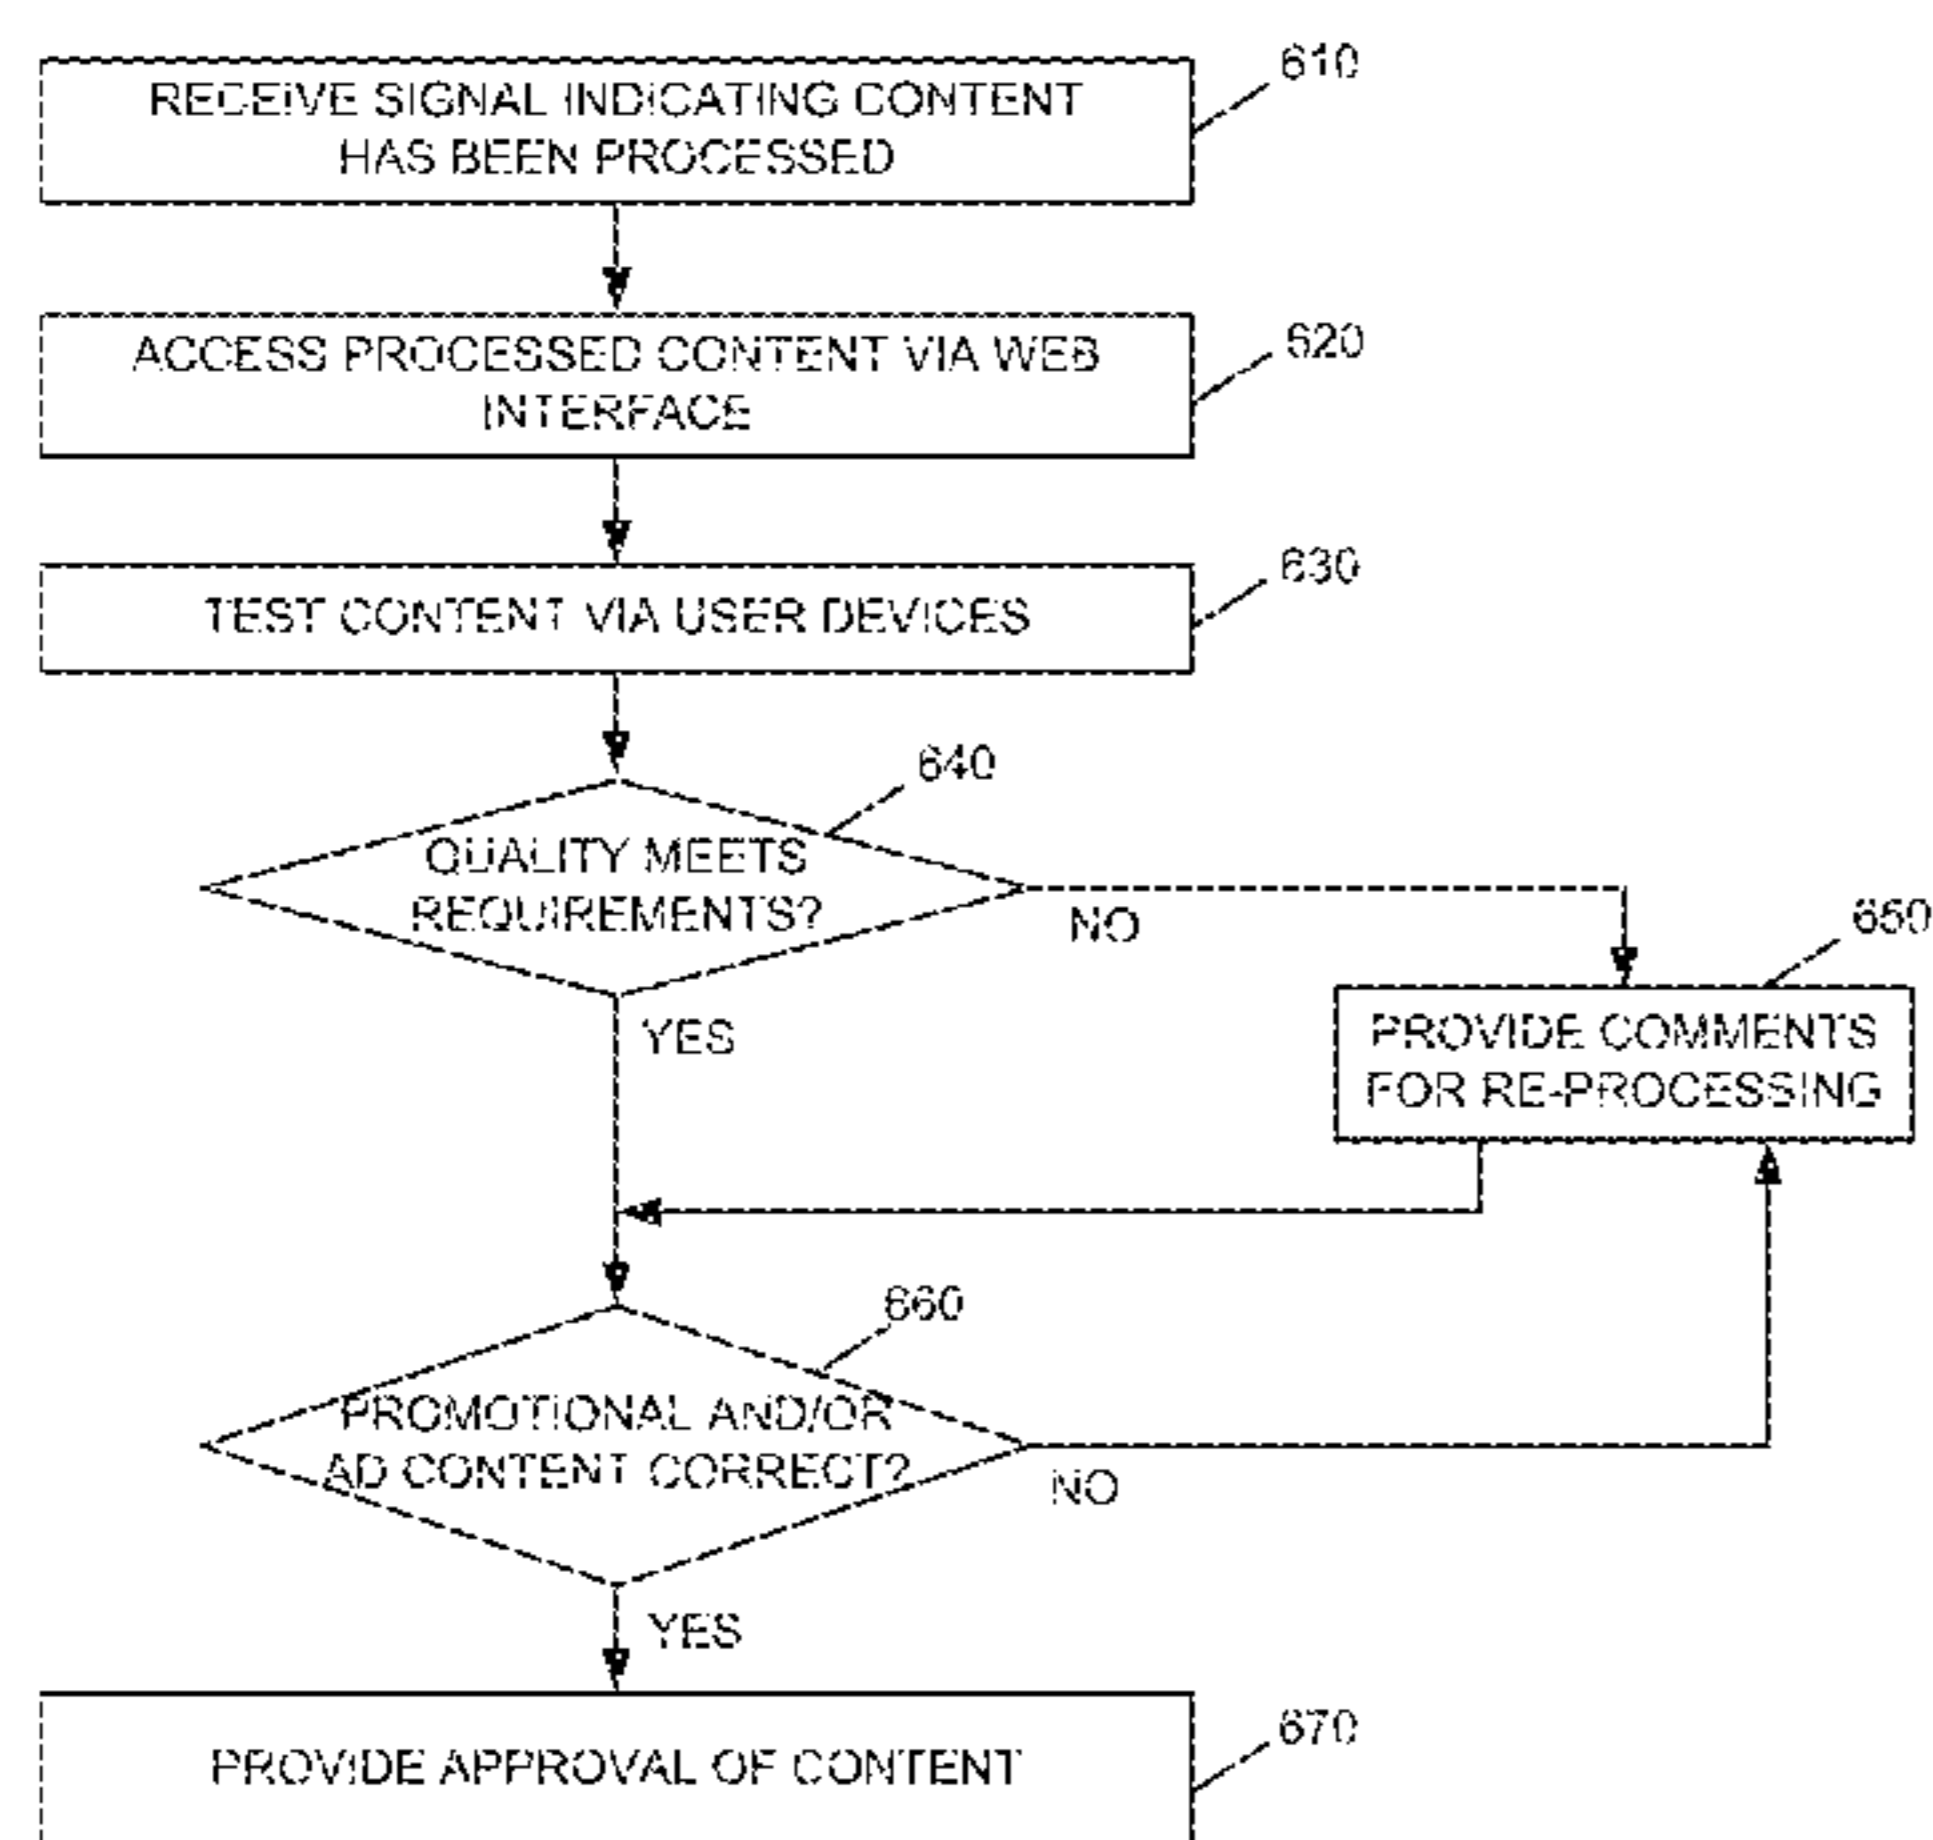 610
RECEIVE SIGNAL INDICATING CONTENT
HAS BEEN PROCESSED
620
ACCESS PROCESSED CONTENT VIA WEB
INTERFACE
630
TEST CONTENT VIA USER DEVICES
640
QUALITY MEETS
REQUIREMENTS?
NO
YES
650
PROVIDE COMMENTS
FOR RE-PROCESSING
660
PROMOTIONAL AND/OR
AD CONTENT CORRECT?
NO
YES
670
PROVIDE APPROVAL OF CONTENT